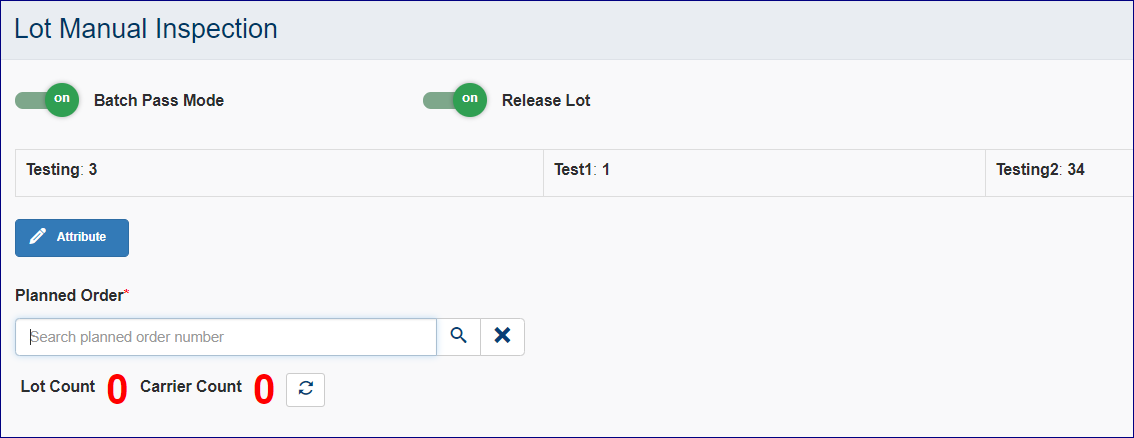 Lot Manual Inspection
on Batch Pass Mode on Release Lot
Testing: 3 Test1: 1 Testing2: 34
Attribute
Planned Order*
Search planned order number
Lot Count 0 Carrier Count 0